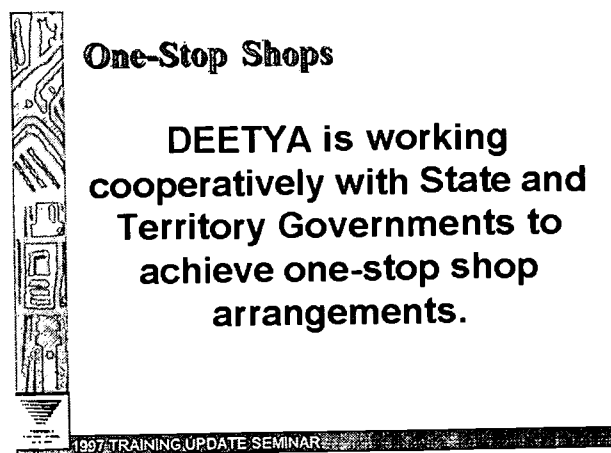 One-Stop Shops
DEETYA is working
cooperatively with State and
Territory Governments to
achieve one-stop shop
arrangements.
1997 TRAINING UPDATE SEMINAR